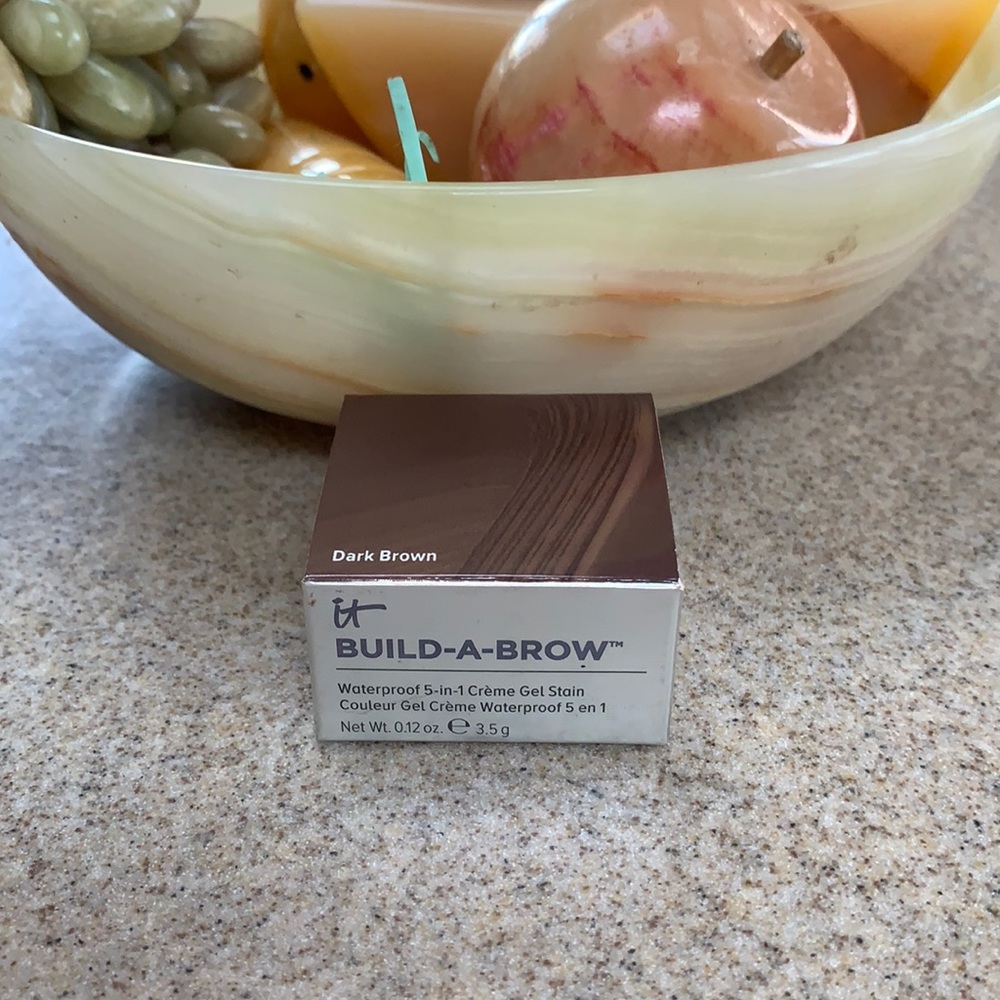 Dark Brown
it
BUILD-A-BROW™
Waterproof 5-in-1 Crème Gel Stain
Couleur Gel Crème Waterproof 5 en 1
Net Wt. 0.12 oz. ℮ 3.5 g